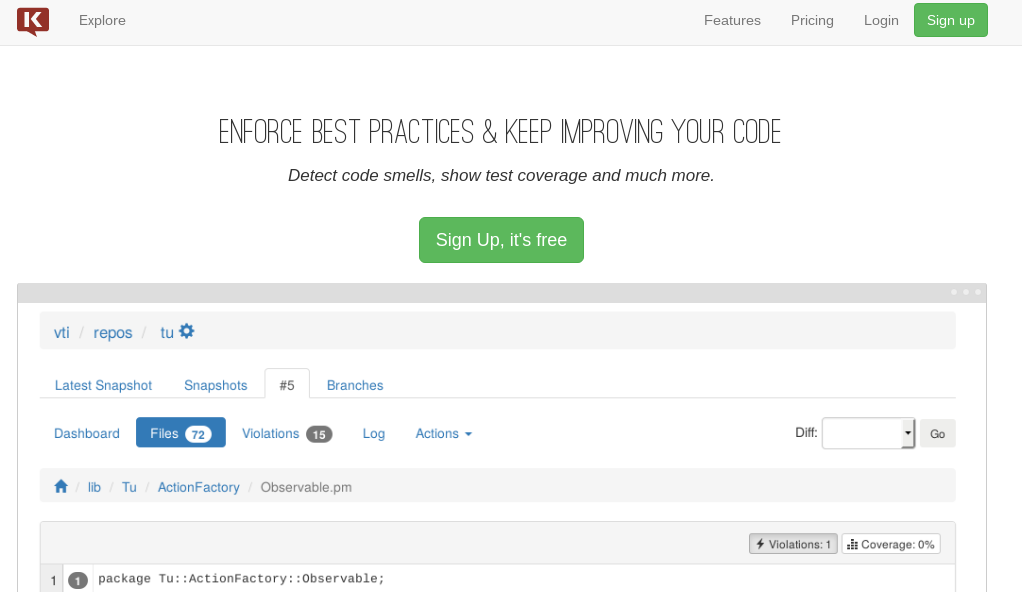 K Explore Features Pricing Login Sign up
ENFORCE BEST PRACTICES & KEEP IMPROVING YOUR CODE
Detect code smells, show test coverage and much more.
Sign Up, it's free
vti / repos / tu
Latest Snapshot Snapshots #5 Branches
Dashboard Files 72 Violations 15 Log Actions Diff: Go
/ lib / Tu / ActionFactory / Observable.pm
Violations: 1 Coverage: 0%
1 1 package Tu::ActionFactory::Observable;